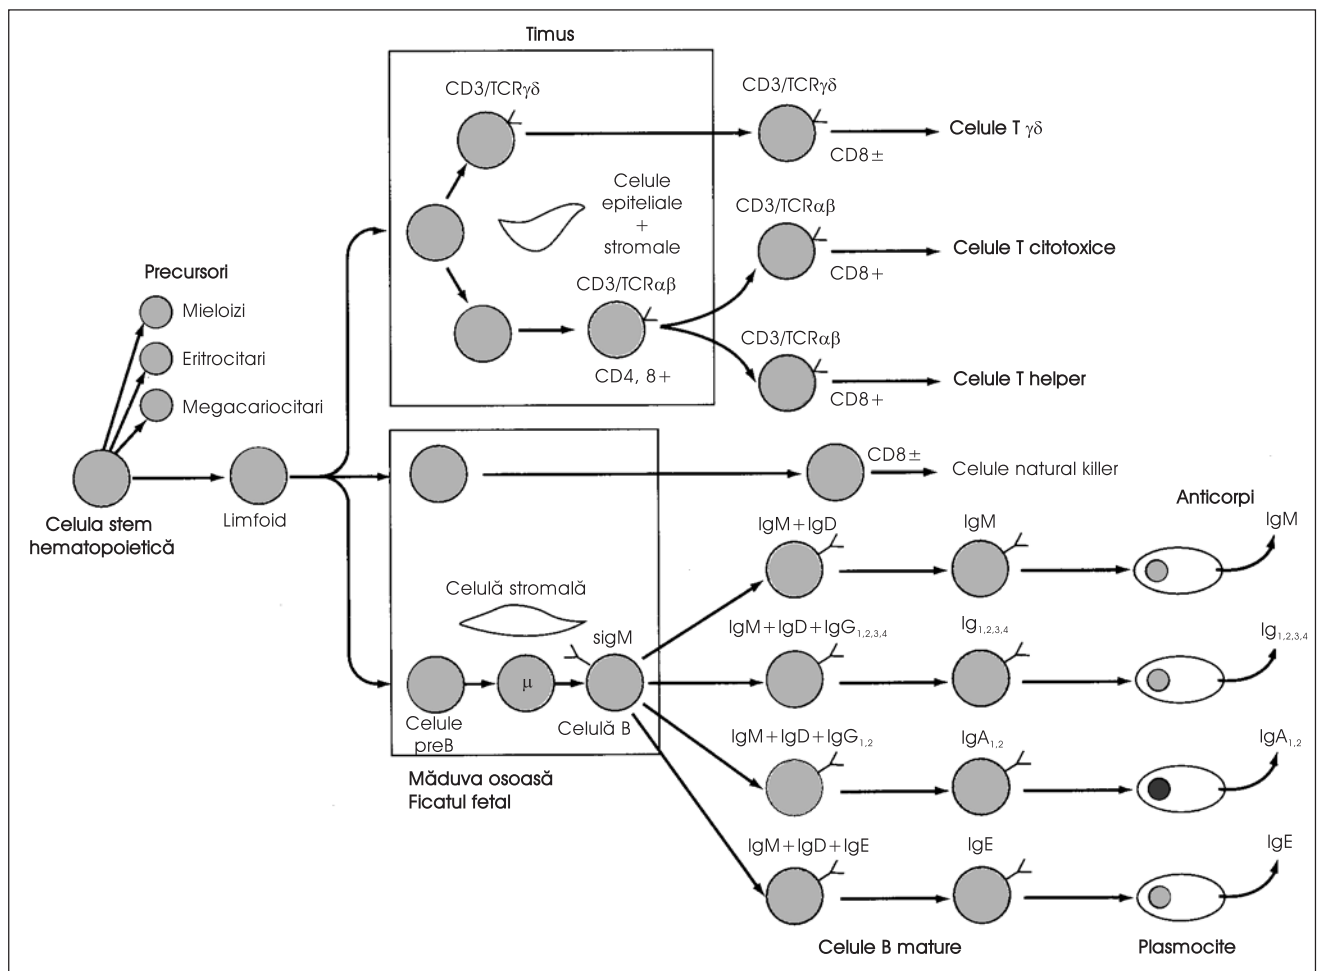 Timus
CD3/TCRγδ
CD3/TCRγδ
Celule T γδ
CD8±
Celule
epiteliale
+
stromale
CD3/TCRαβ
Celule T citotoxice
CD8+
CD3/TCRαβ
CD4, 8+
CD3/TCRαβ
Celule T helper
CD8+
Precursori
Mieloizi
Eritrocitari
Megacariocitari
Celula stem
hematopoietică
Limfoid
CD8±
Celule natural killer
Anticorpi
Celulă stromală
sigM
μ
Celule
preB
Celulă B
Măduva osoasă
Ficatul fetal
IgM+IgD
IgM
IgM
IgM+IgD+IgG1,2,3,4
Ig1,2,3,4
Ig1,2,3,4
IgM+IgD+IgG1,2
IgA1,2
IgA1,2
IgM+IgD+IgE
IgE
IgE
Celule B mature
Plasmocite